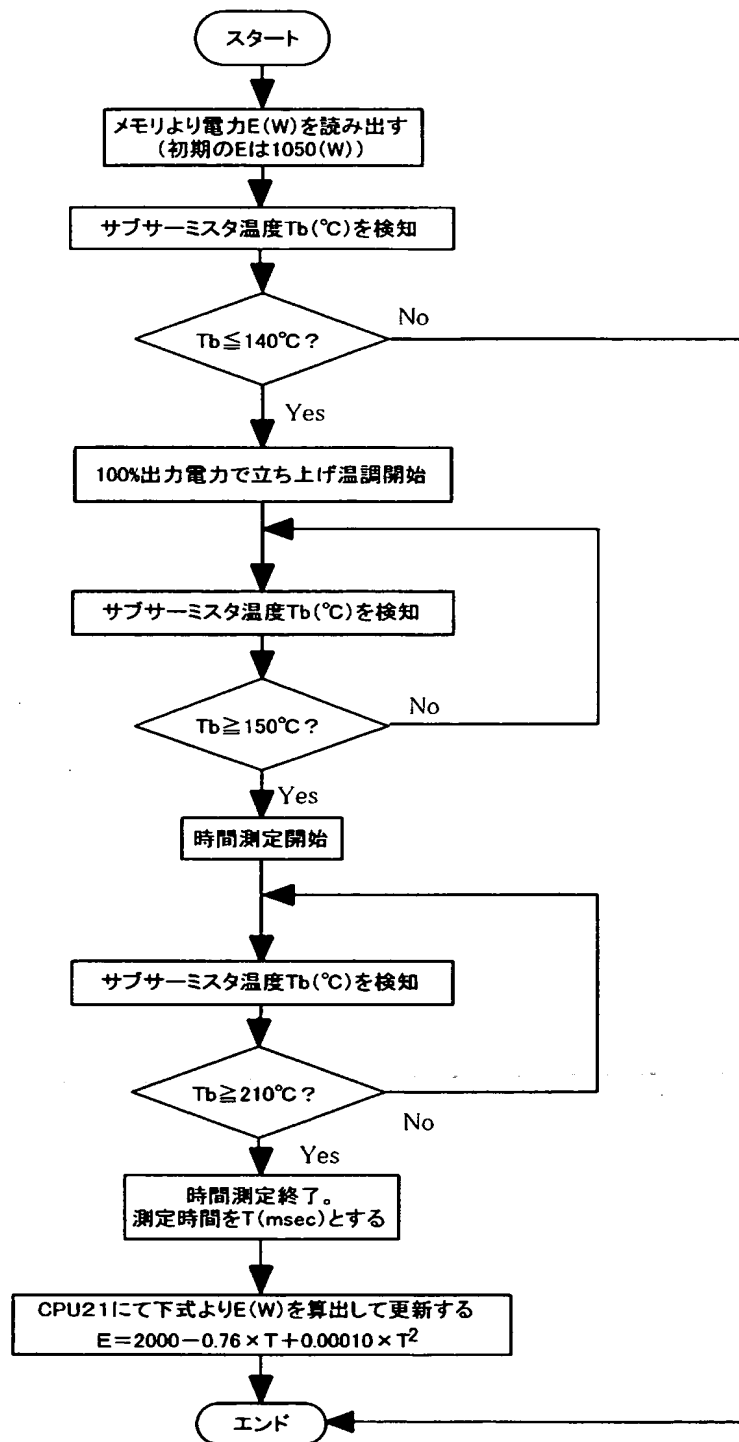 スタート
メモリより電力E(W)を読み出す
(初期のEは1050(W))
サブサーミスタ温度Tb(℃)を検知
Tb≦140℃?
No
Yes
100%出力電力で立ち上げ温調開始
サブサーミスタ温度Tb(℃)を検知
Tb≧150℃?
No
Yes
時間測定開始
サブサーミスタ温度Tb(℃)を検知
Tb≧210℃?
No
Yes
時間測定終了。
測定時間をT(msec)とする
CPU21にて下式よりE(W)を算出して更新する
E=2000-0.76×T+0.00010×T²
エンド